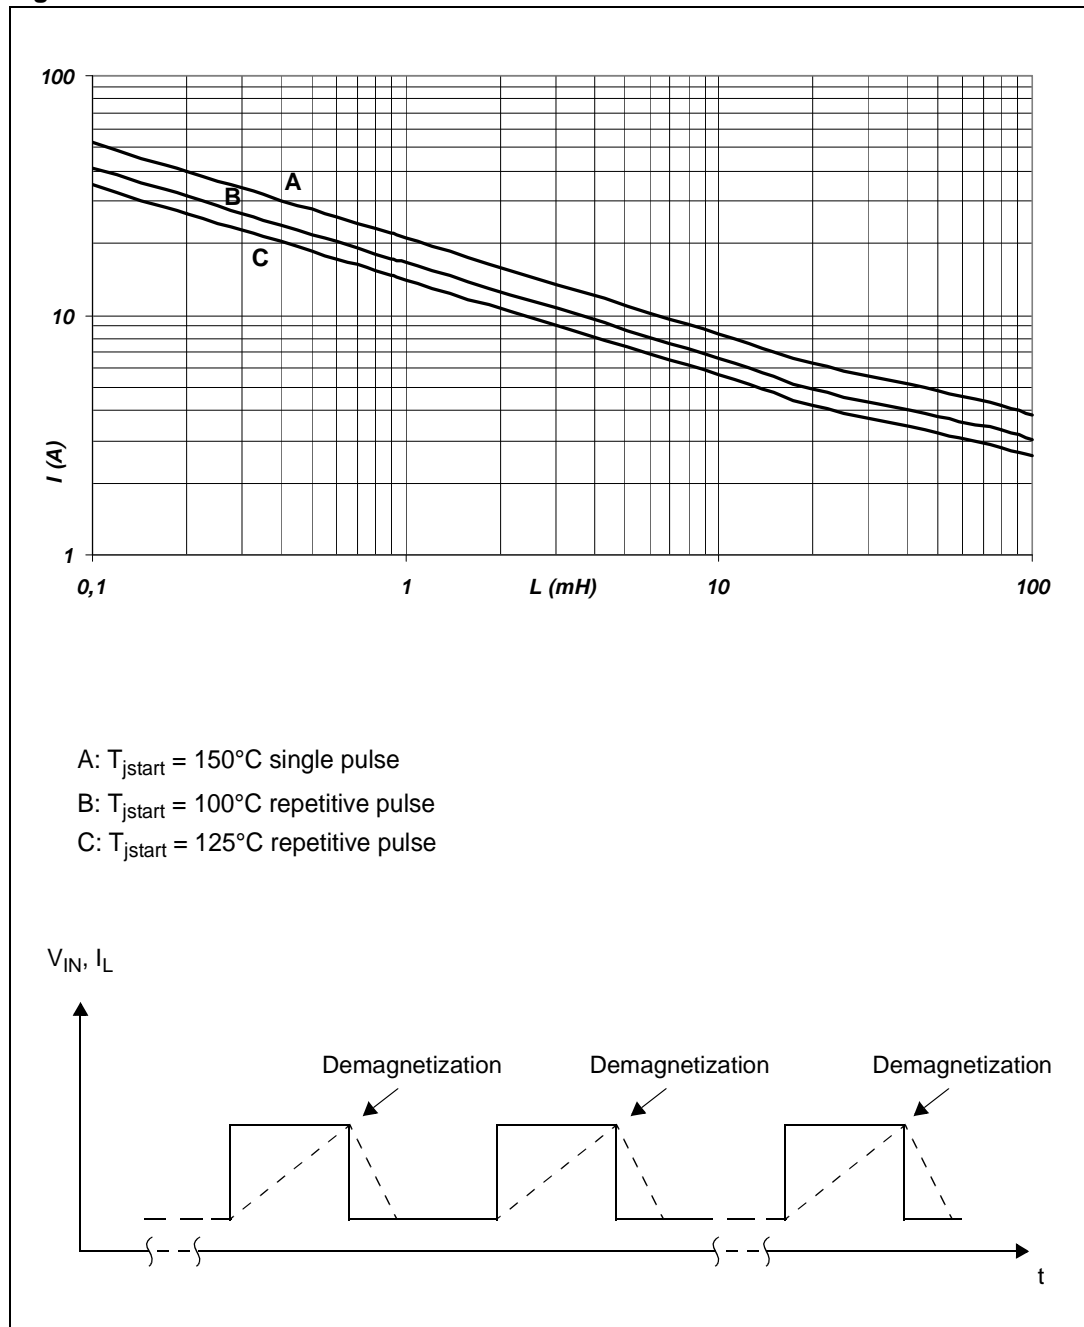 100
A
B
C
10
I (A)
1
0,1 1 L (mH) 10 100
A: Tjstart = 150°C single pulse
B: Tjstart = 100°C repetitive pulse
C: Tjstart = 125°C repetitive pulse
VIN, IL
Demagnetization Demagnetization Demagnetization
t